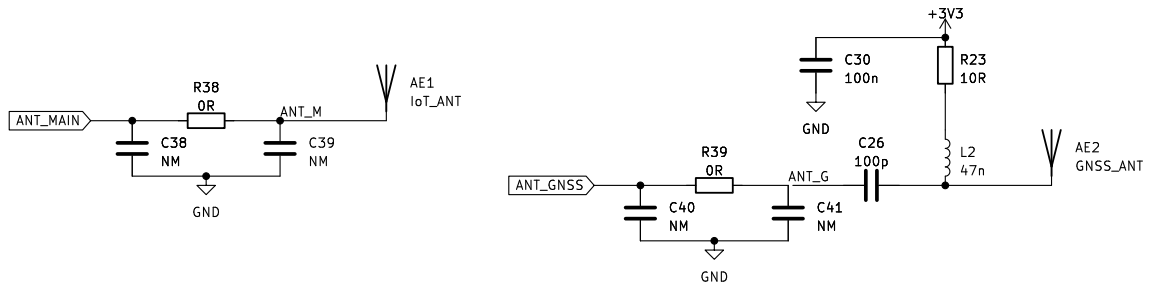 +3V3
C30
100n
R23
10R
GND
R38
0R
AE1
IoT_ANT
ANT_MAIN
ANT_M
C38
NM
C39
NM
GND
C26
100p
L2
47n
AE2
GNSS_ANT
R39
0R
ANT_GNSS
ANT_G
C40
NM
C41
NM
GND